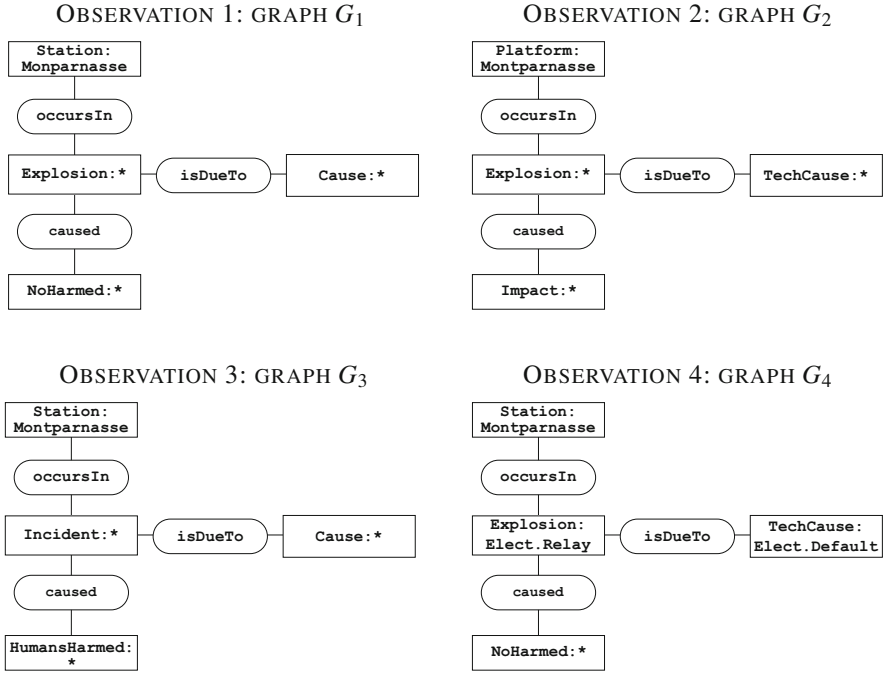 OBSERVATION 1: GRAPH G1
Station:
Monparnasse
occursIn
Explosion:*
isDueTo
Cause:*
caused
NoHarmed:*
OBSERVATION 2: GRAPH G2
Platform:
Montparnasse
occursIn
Explosion:*
isDueTo
TechCause:*
caused
Impact:*
OBSERVATION 3: GRAPH G3
Station:
Montparnasse
occursIn
Incident:*
isDueTo
Cause:*
caused
HumansHarmed:
*
OBSERVATION 4: GRAPH G4
Station:
Montparnasse
occursIn
Explosion:
Elect.Relay
isDueTo
TechCause:
Elect.Default
caused
NoHarmed:*